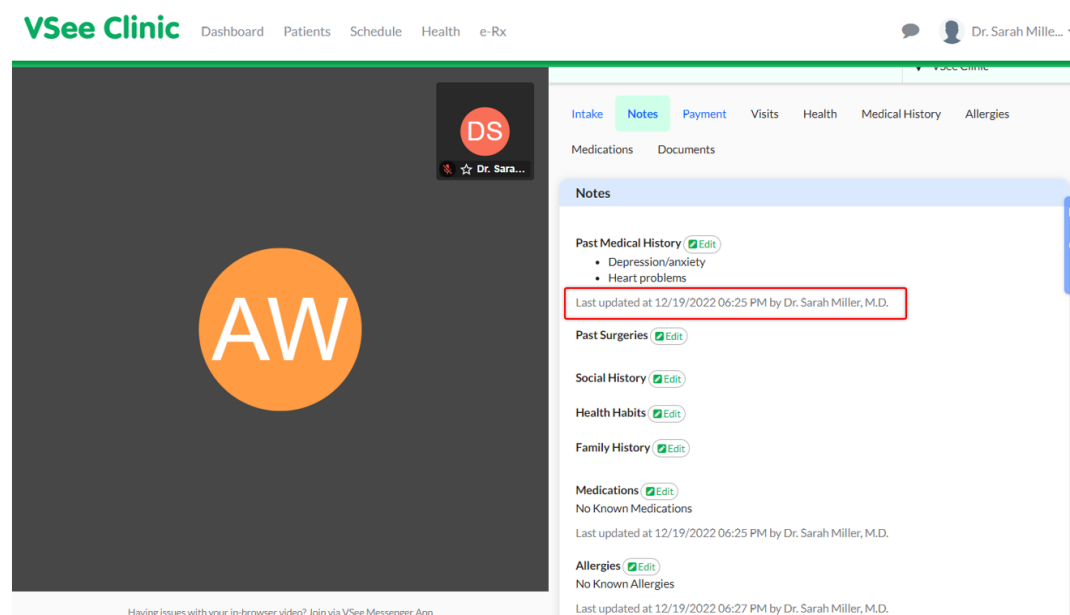 VSee Clinic Dashboard Patients Schedule Health e-Rx Dr. Sarah Mille...
VSee Clinic
DS
Dr. Sara...
AW
Having issues with your in-browser video? Join via VSee Messenger App
Intake Notes Payment Visits Health Medical History Allergies
Medications Documents
Notes
Past Medical History Edit
• Depression/anxiety
• Heart problems
Last updated at 12/19/2022 06:25 PM by Dr. Sarah Miller, M.D.
Past Surgeries Edit
Social History Edit
Health Habits Edit
Family History Edit
Medications Edit
No Known Medications
Last updated at 12/19/2022 06:25 PM by Dr. Sarah Miller, M.D.
Allergies Edit
No Known Allergies
Last updated at 12/19/2022 06:27 PM by Dr. Sarah Miller, M.D.